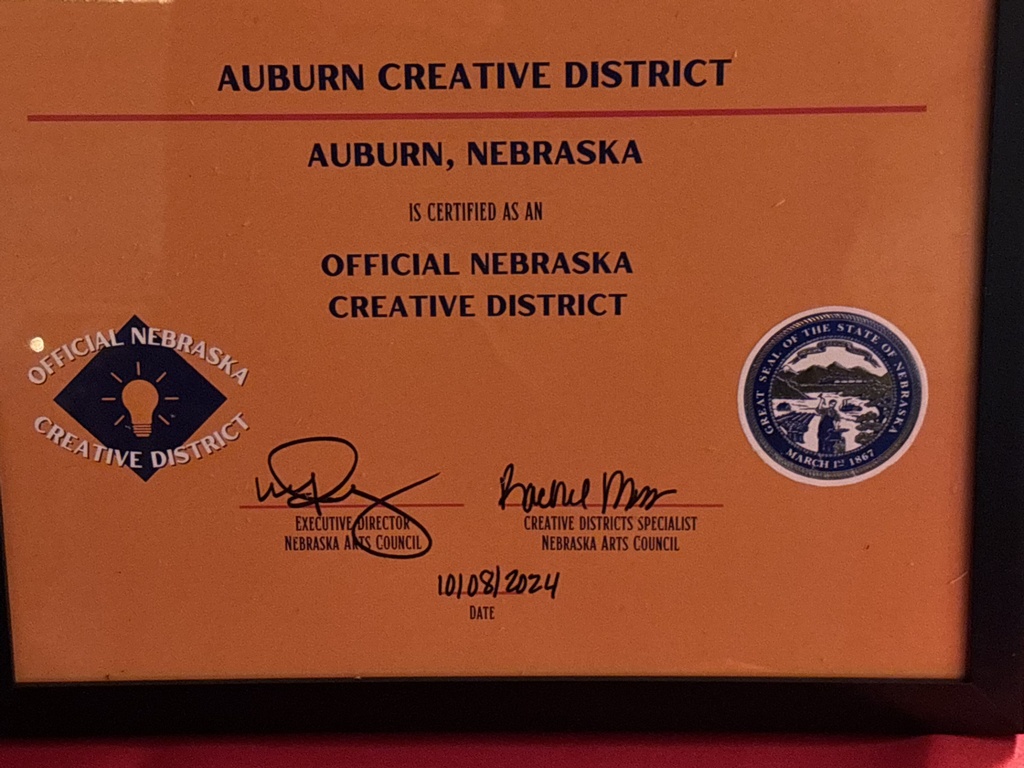 AUBURN CREATIVE DISTRICT
AUBURN, NEBRASKA
IS CERTIFIED AS AN
OFFICIAL NEBRASKA
CREATIVE DISTRICT
OFFICIAL NEBRASKA
CREATIVE DISTRICT
GREAT SEAL OF THE STATE OF NEBRASKA
MARCH 1ST 1867
Rachel
EXECUTIVE DIRECTOR
NEBRASKA ARTS COUNCIL
CREATIVE DISTRICTS SPECIALIST
NEBRASKA ARTS COUNCIL
10/08/2024
DATE